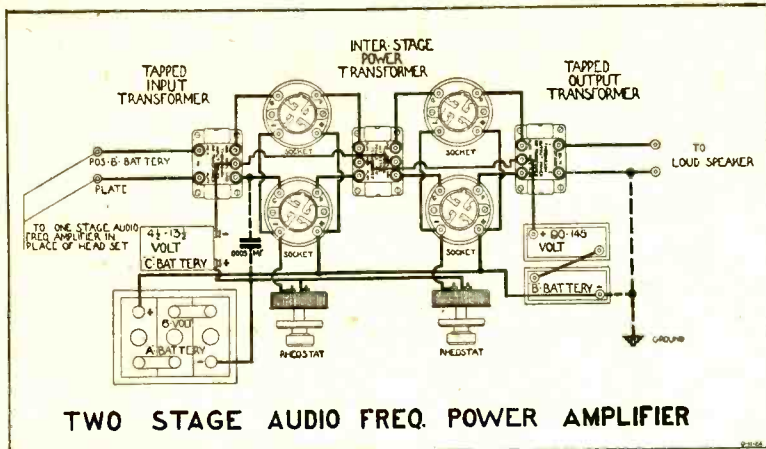 INTER-STAGE
POWER
TRANSFORMER
TAPPED
INPUT
TRANSFORMER
TAPPED
OUTPUT
TRANSFORMER
SOCKET
SOCKET
POS·B·BATTERY
PLATE
TO
LOUD SPEAKER
TO ONE STAGE AUDIO
FREQ. AMPLIFIER IN
PLACE OF HEAD SET
4½-13½ -
VOLT
C·BATTERY +
.0005 MF
SOCKET
SOCKET
+ 90-145
VOLT
B·BATTERY -
+
6·VOLT
A·BATTERY -
RHEOSTAT
RHEOSTAT
GROUND
TWO STAGE AUDIO FREQ. POWER AMPLIFIER